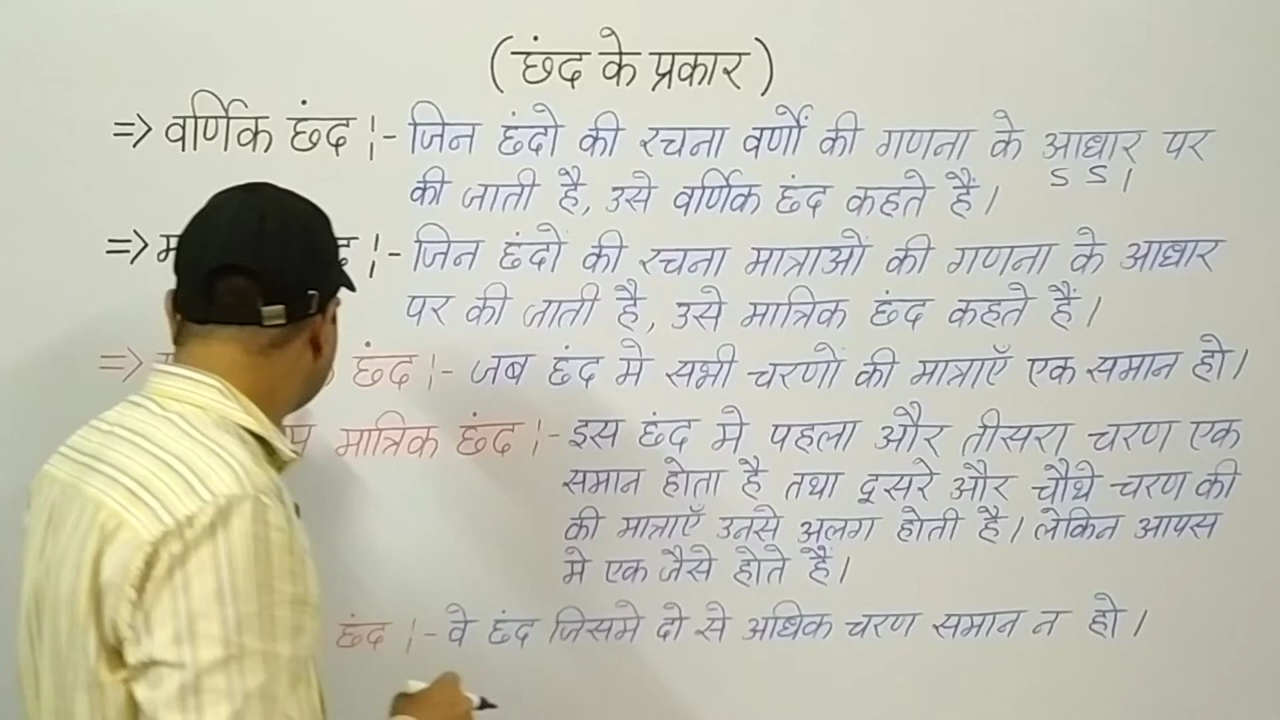 (छंद के प्रकार)
=> वर्णिक छंद :- जिन छंदो की रचना वर्णों की गणना के आधार पर
S S I
की जाती है, उसे वर्णिक छंद कहते हैं।
=> :- जिन छंदों की रचना मात्राओं की गणना के आधार
पर की जाती है, उसे मात्रिक छंद कहते हैं।
=> छंद :- जब छंद मे सभी चरणों की मात्राएँ एक समान हो।
मात्रिक छंद :- इस छंद मे पहला और तीसरा चरण एक
समान होता है तथा दूसरे और चौथे चरण की
की मात्राएँ उनसे अलग होती है। लेकिन आपस
मे एक जैसे होते हैं।
छंद :- वे छंद जिसमे दो से अधिक चरण समान न हो।